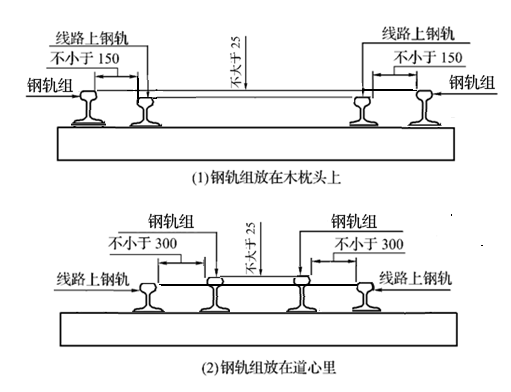 线路上钢轨
不小于 150
钢轨组
不大于 25
线路上钢轨
不小于 150
钢轨组
(1)钢轨组放在木枕头上
钢轨组
不小于 300
线路上钢轨
不大于 25
钢轨组
不小于 300
线路上钢轨
(2)钢轨组放在道心里